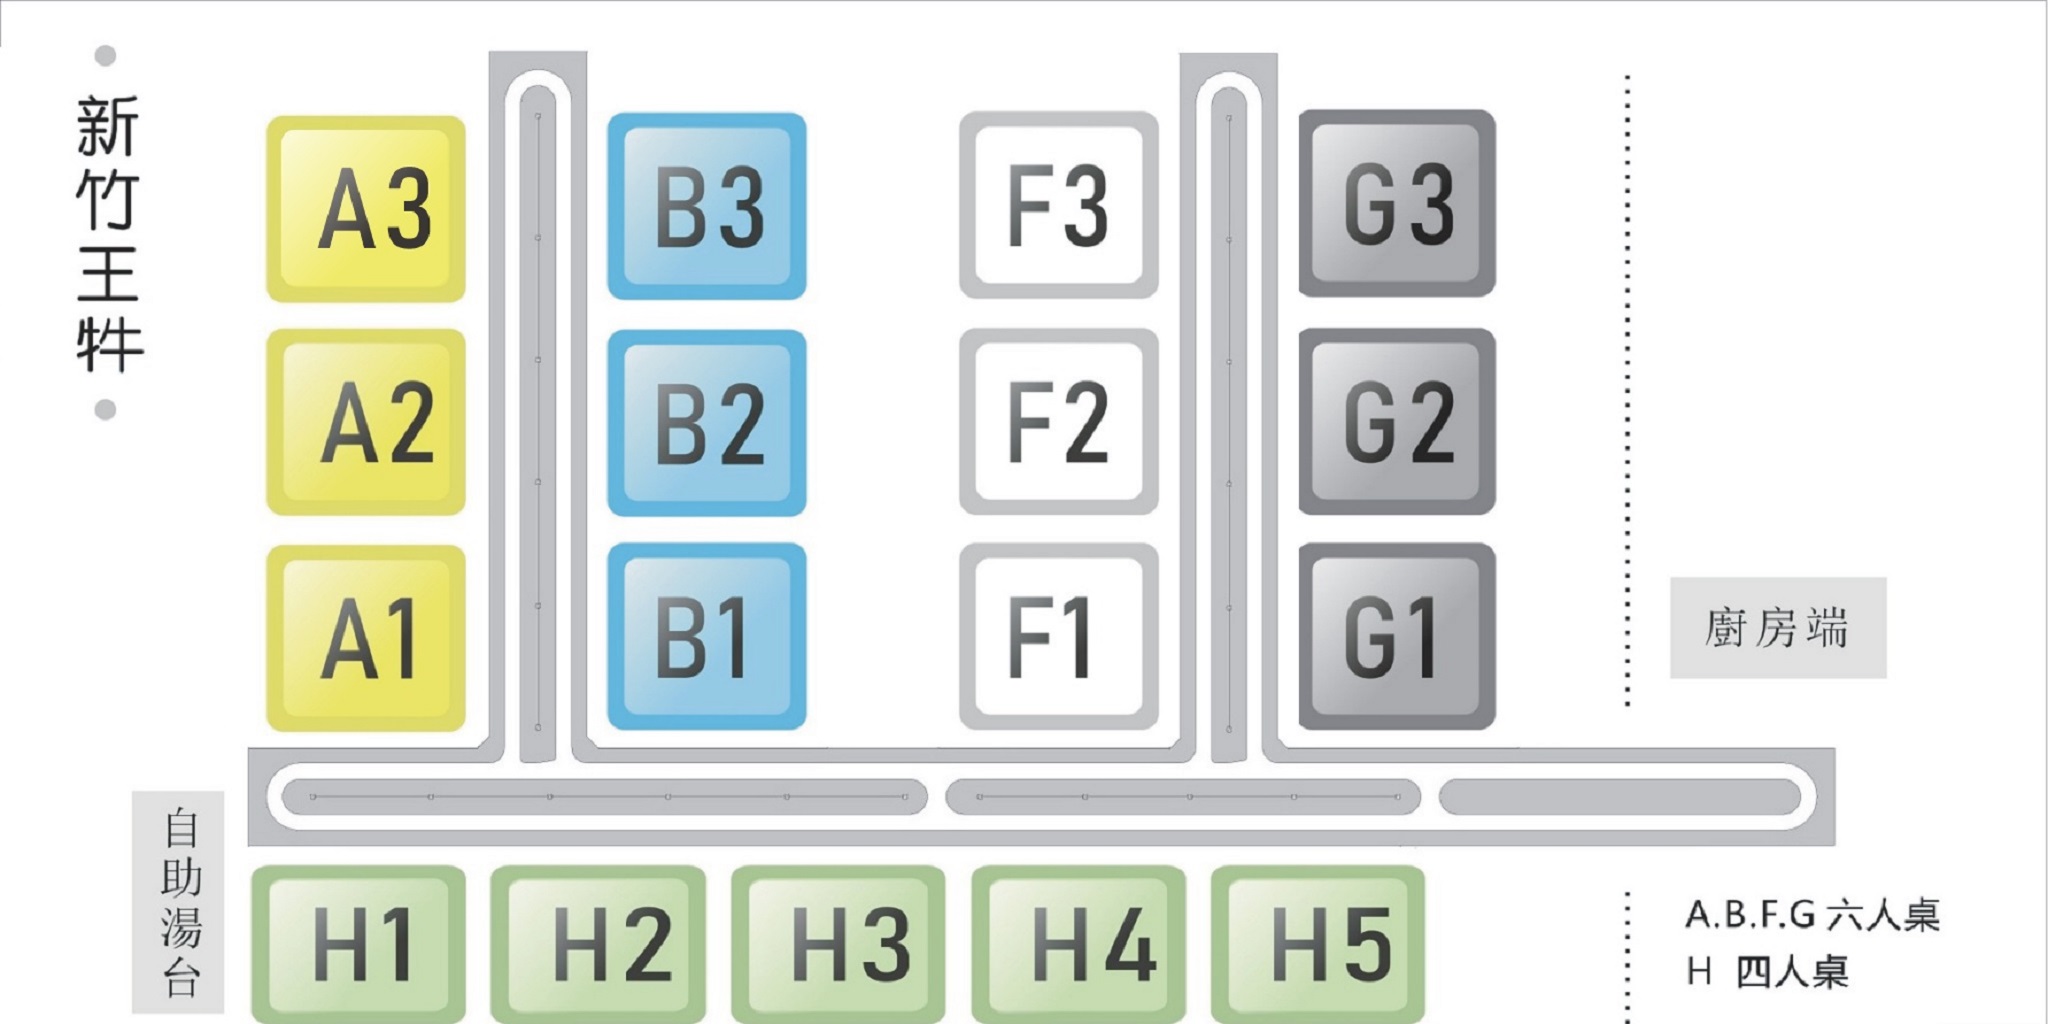 新竹王牪
A3 B3 F3 G3
A2 B2 F2 G2
A1 B1 F1 G1
廚房端
自助湯台
H1 H2 H3 H4 H5
A.B.F.G 六人桌
H 四人桌